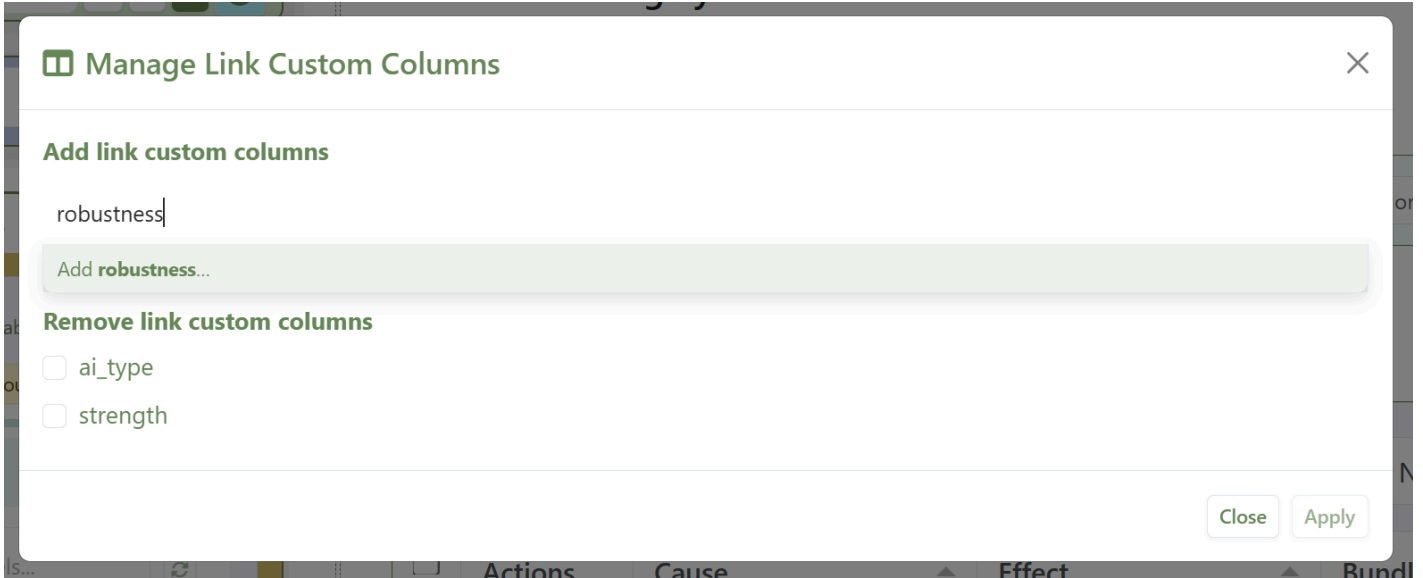 Manage Link Custom Columns
Add link custom columns
robustness
Add robustness...
Remove link custom columns
ai_type
strength
Close
Apply
Actions
Cause
Effect